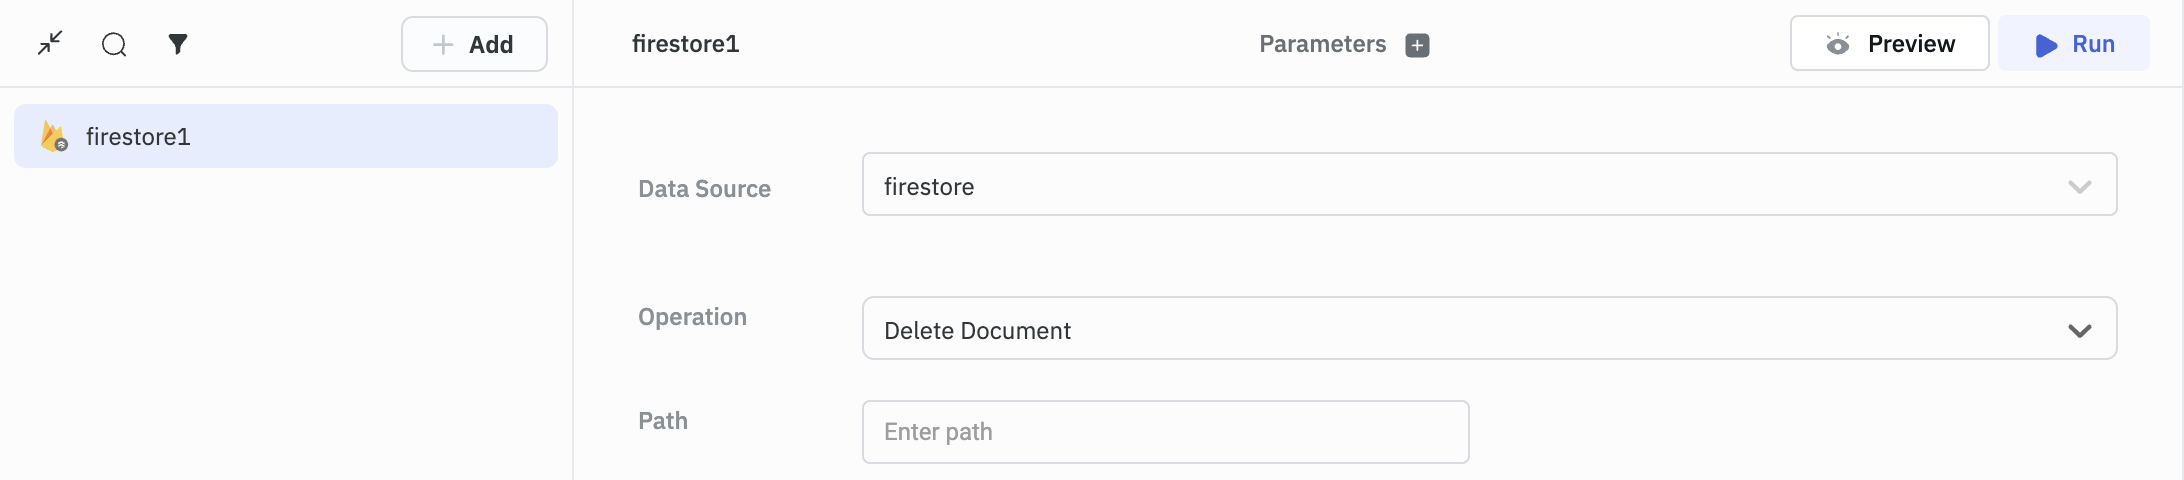 Add
firestore1
Parameters
Preview
Run
firestore1
Data Source
firestore
Operation
Delete Document
Path
Enter path